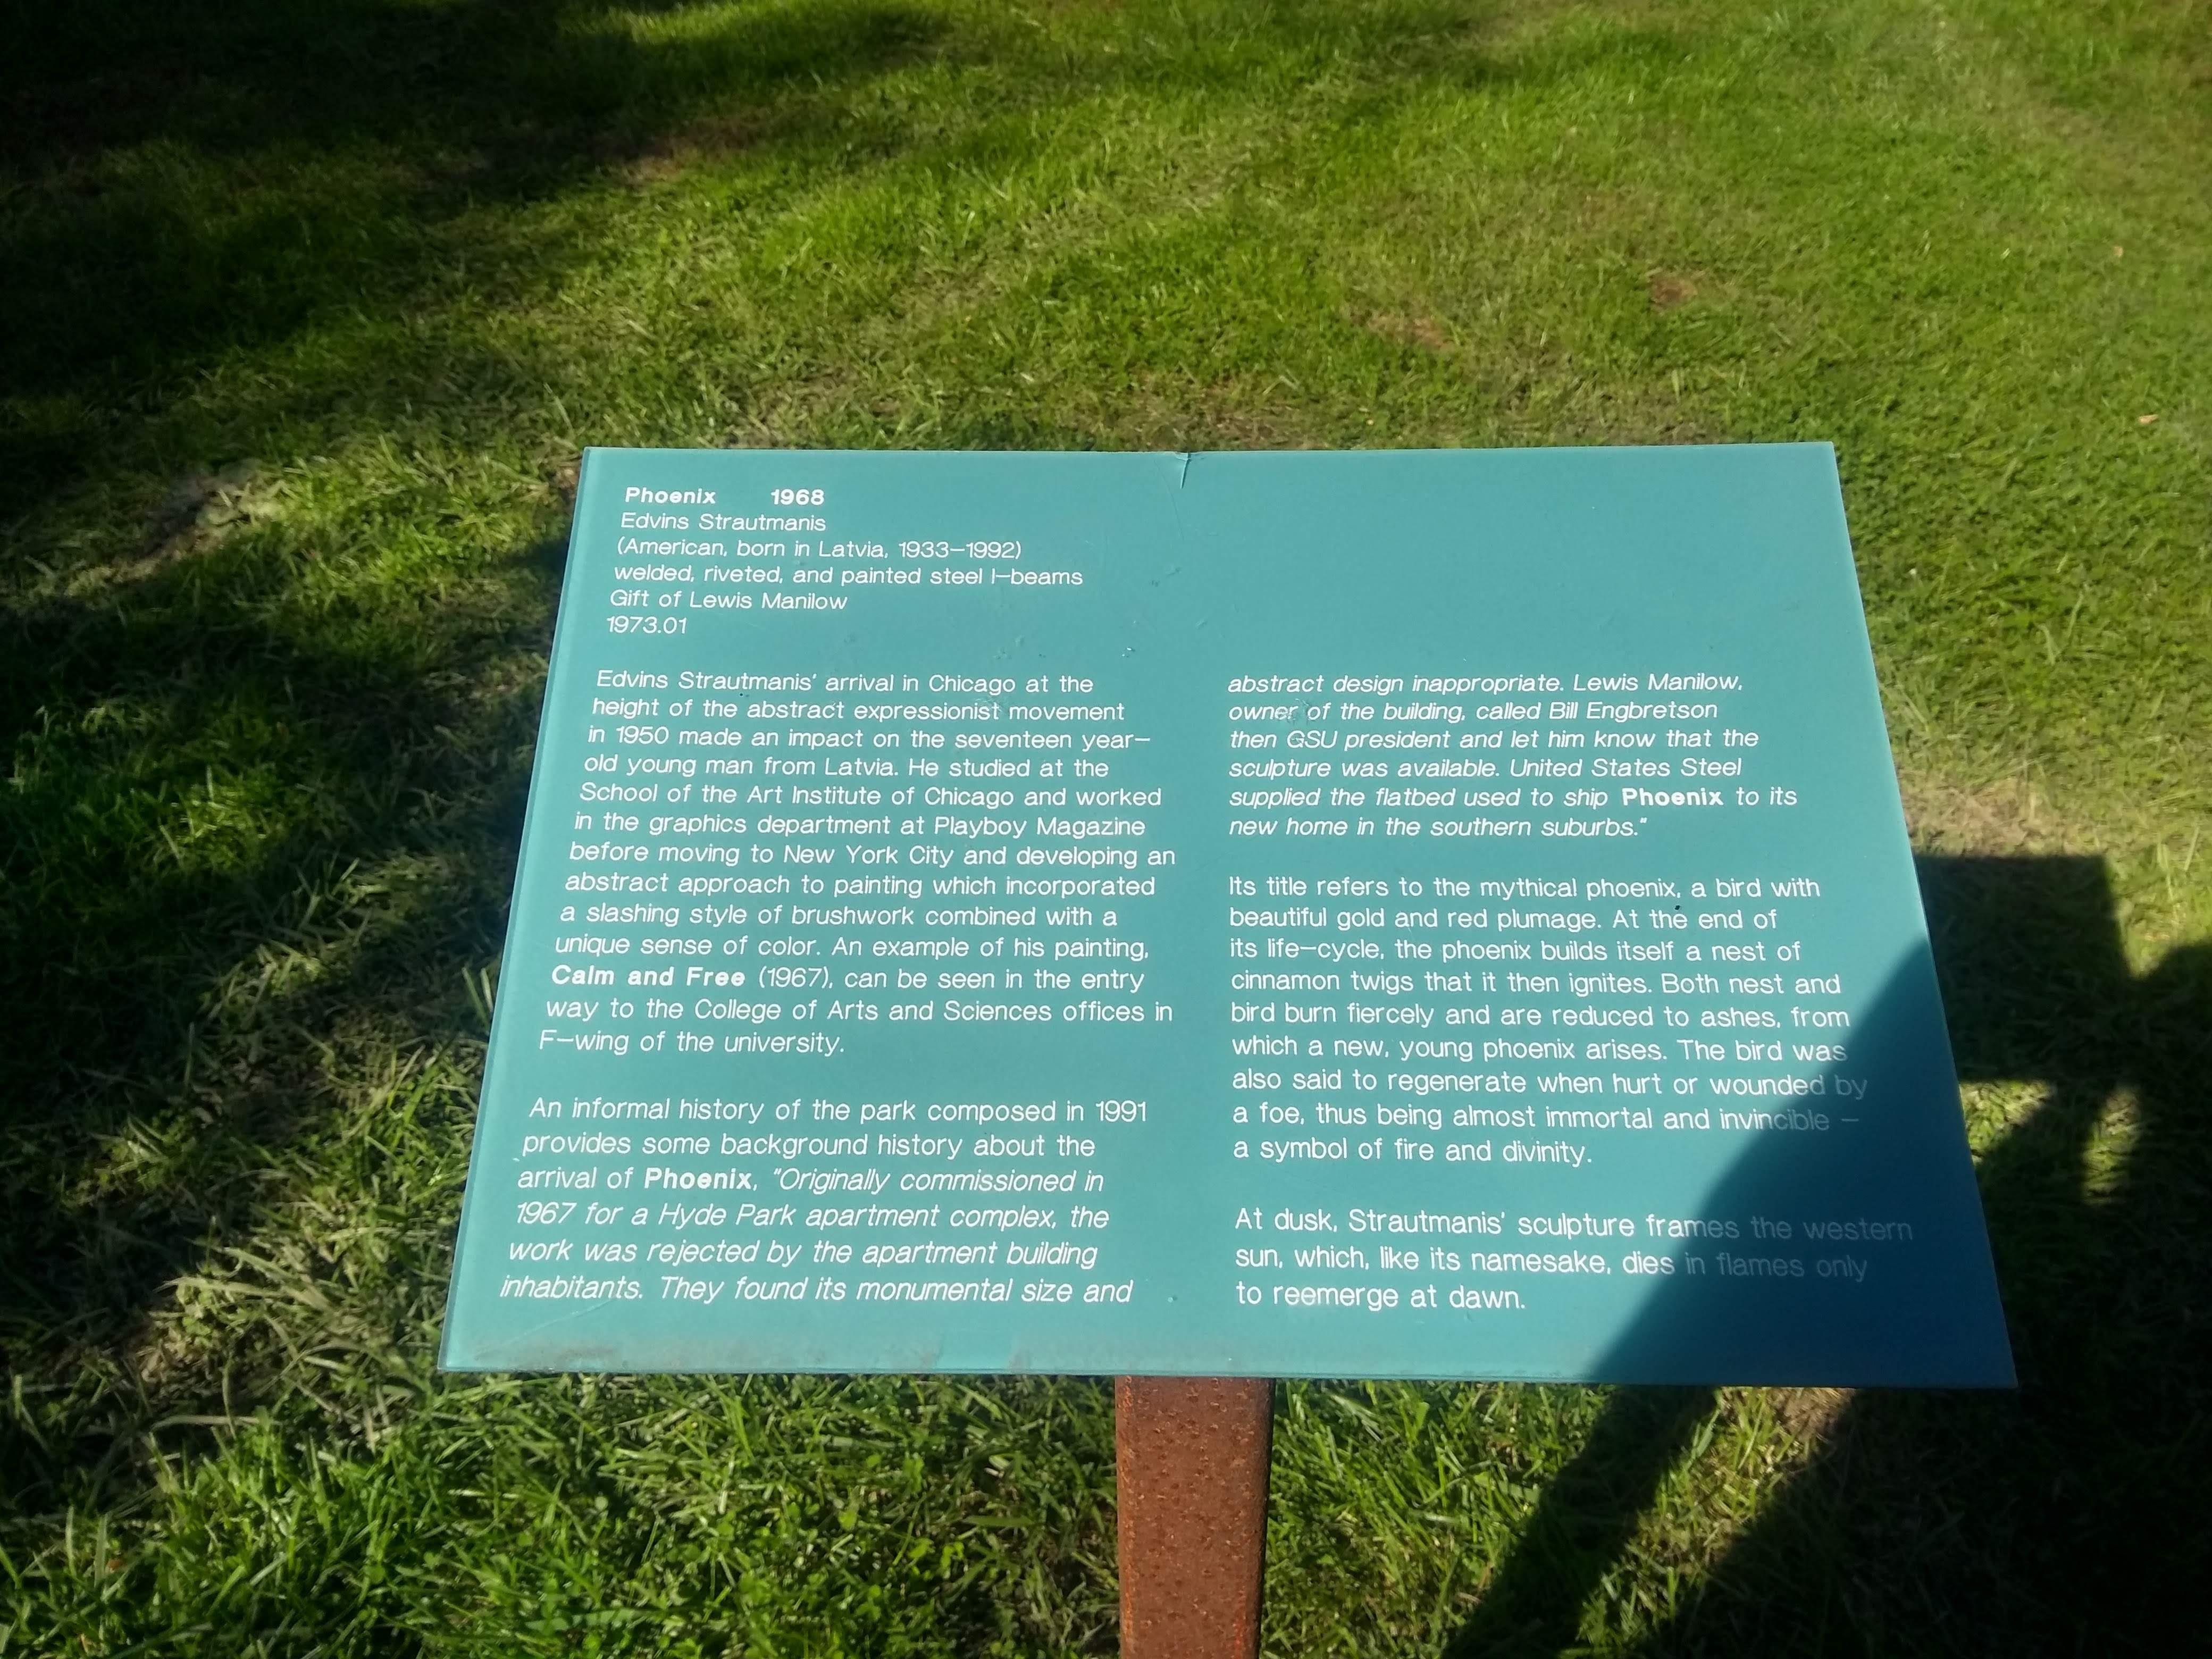 Phoenix 1968
Edvins Strautmanis
(American, born in Latvia, 1933–1992)
welded, riveted, and painted steel I–beams
Gift of Lewis Manilow
1973.01
Edvins Strautmanis' arrival in Chicago at the
height of the abstract expressionist movement
in 1950 made an impact on the seventeen year–
old young man from Latvia. He studied at the
School of the Art Institute of Chicago and worked
in the graphics department at Playboy Magazine
before moving to New York City and developing an
abstract approach to painting which incorporated
a slashing style of brushwork combined with a
unique sense of color. An example of his painting,
Calm and Free (1967), can be seen in the entry
way to the College of Arts and Sciences offices in
F–wing of the university.
An informal history of the park composed in 1991
provides some background history about the
arrival of Phoenix, "Originally commissioned in
1967 for a Hyde Park apartment complex, the
work was rejected by the apartment building
inhabitants. They found its monumental size and
abstract design inappropriate. Lewis Manilow,
owner of the building, called Bill Engbretson
then GSU president and let him know that the
sculpture was available. United States Steel
supplied the flatbed used to ship Phoenix to its
new home in the southern suburbs."
Its title refers to the mythical phoenix, a bird with
beautiful gold and red plumage. At the end of
its life–cycle, the phoenix builds itself a nest of
cinnamon twigs that it then ignites. Both nest and
bird burn fiercely and are reduced to ashes, from
which a new, young phoenix arises. The bird was
also said to regenerate when hurt or wounded by
a foe, thus being almost immortal and invincible –
a symbol of fire and divinity.
At dusk, Strautmanis' sculpture frames the western
sun, which, like its namesake, dies in flames only
to reemerge at dawn.